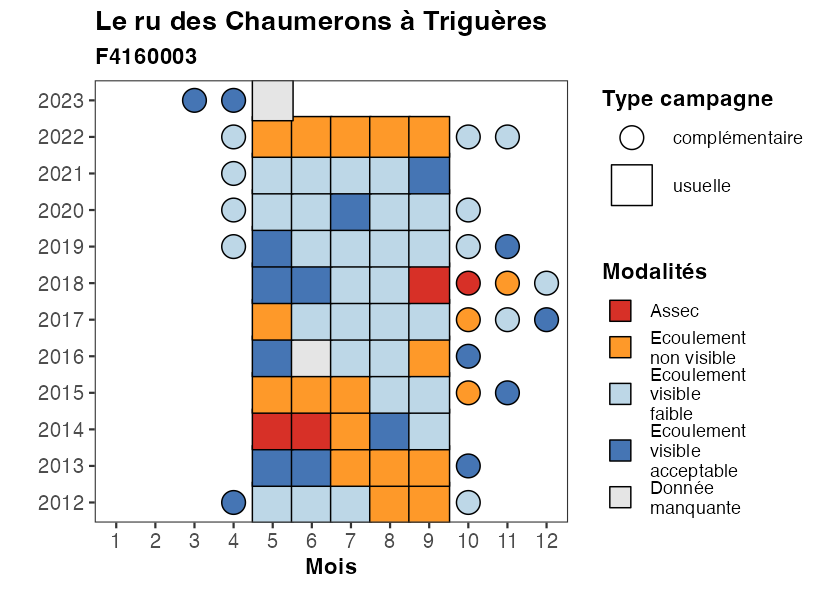 Le ru des Chaumerons à Triguères
F4160003
2023
2022
2021
2020
2019
2018
2017
2016
2015
2014
2013
2012
1 2 3 4 5 6 7 8 9 10 11 12
Mois
Type campagne
complémentaire
usuelle
Modalités
Assec
Ecoulement
non visible
Ecoulement
visible
faible
Ecoulement
visible
acceptable
Donnée
manquante